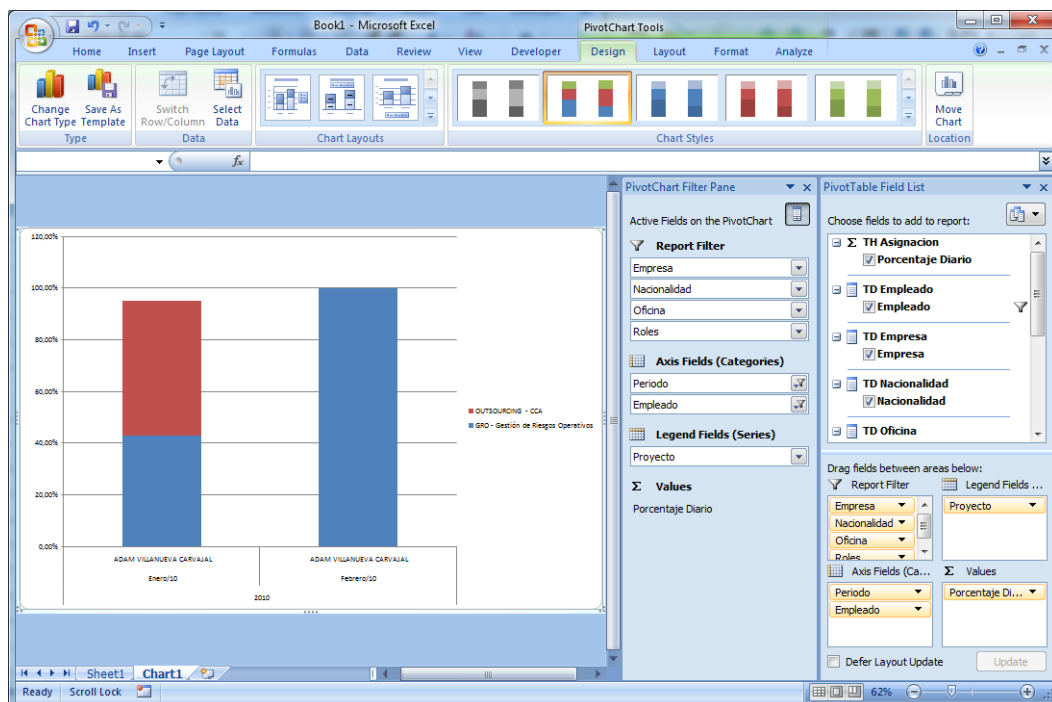 Book1 - Microsoft Excel
PivotChart Tools
Home Insert Page Layout Formulas Data Review View Developer Design Layout Format Analyze
Change Chart Type
Save As Template
Switch Row/Column
Select Data
Move Chart
Type Data Chart Layouts Chart Styles Location
fx
120,00%
100,00%
80,00%
60,00%
40,00%
20,00%
0,00%
ADAM VILLANUEVA CARVAJAL ADAM VILLANUEVA CARVAJAL
Enero/10 Febrero/10
2010
OUTSOURCING - CCA
GRO - Gestión de Riesgos Operativos
PivotChart Filter Pane
Active Fields on the PivotChart
Report Filter
Empresa
Nacionalidad
Oficina
Roles
Axis Fields (Categories)
Periodo
Empleado
Legend Fields (Series)
Proyecto
Σ Values
Porcentaje Diario
PivotTable Field List
Choose fields to add to report:
Σ TH Asignacion
Porcentaje Diario
TD Empleado
Empleado
TD Empresa
Empresa
TD Nacionalidad
Nacionalidad
TD Oficina
Drag fields between areas below:
Report Filter
Empresa
Nacionalidad
Oficina
Roles
Legend Fields ...
Proyecto
Axis Fields (Ca...
Periodo
Empleado
Σ Values
Porcentaje Di...
Defer Layout Update Update
Sheet1 Chart1
Ready Scroll Lock 62%